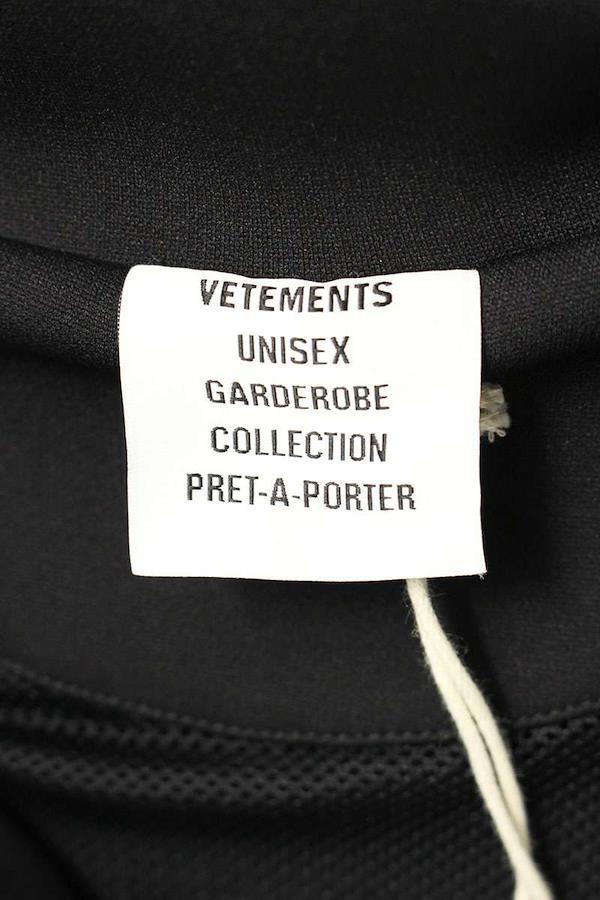 VETEMENTS
UNISEX
GARDEROBE
COLLECTION
PRET-A-PORTER